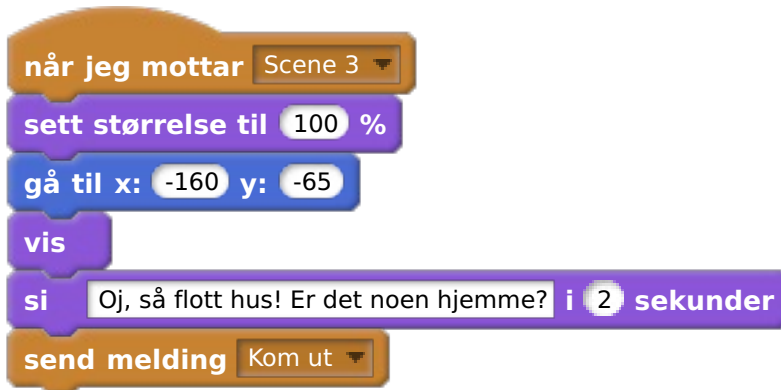 når jeg mottar Scene 3
sett størrelse til 100 %
gå til x: -160 y: -65
vis
si Oj, så flott hus! Er det noen hjemme? i 2 sekunder
send melding Kom ut